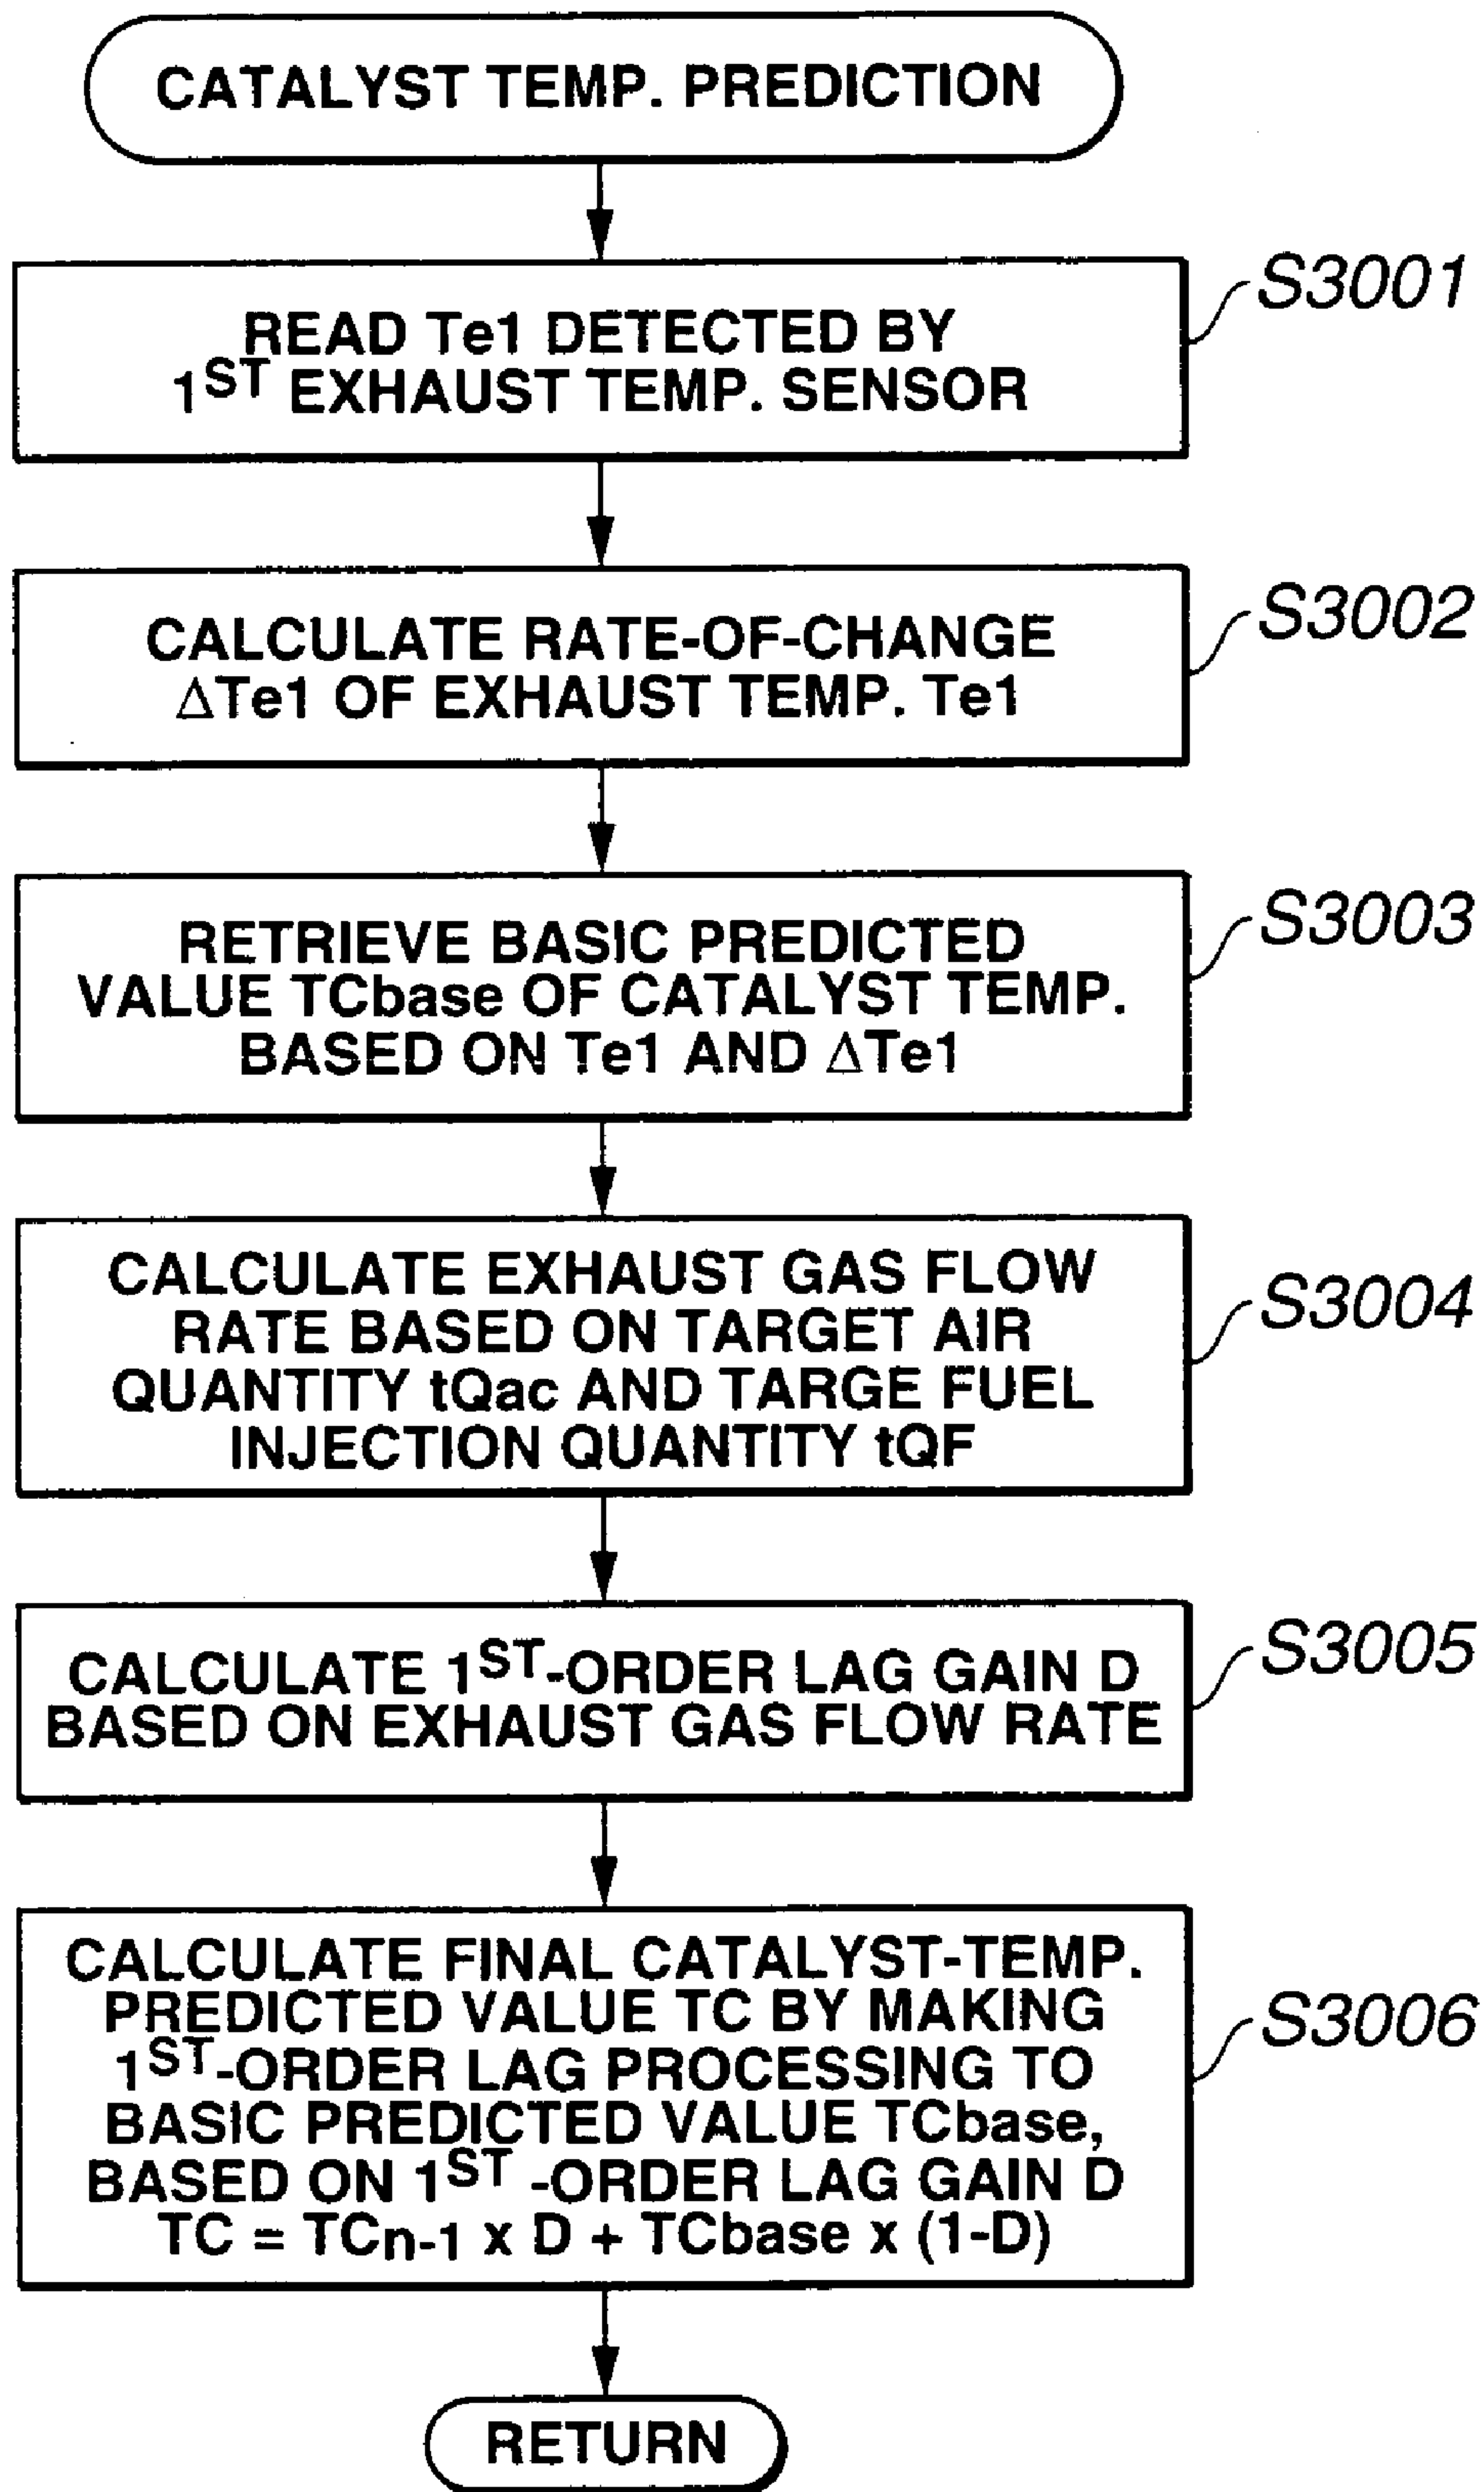 CATALYST TEMP. PREDICTION
S3001
READ Te1 DETECTED BY
1ST EXHAUST TEMP. SENSOR
S3002
CALCULATE RATE-OF-CHANGE
ΔTe1 OF EXHAUST TEMP. Te1
S3003
RETRIEVE BASIC PREDICTED
VALUE TCbase OF CATALYST TEMP.
BASED ON Te1 AND ΔTe1
S3004
CALCULATE EXHAUST GAS FLOW
RATE BASED ON TARGET AIR
QUANTITY tQac AND TARGE FUEL
INJECTION QUANTITY tQF
S3005
CALCULATE 1ST-ORDER LAG GAIN D
BASED ON EXHAUST GAS FLOW RATE
S3006
CALCULATE FINAL CATALYST-TEMP.
PREDICTED VALUE TC BY MAKING
1ST-ORDER LAG PROCESSING TO
BASIC PREDICTED VALUE TCbase,
BASED ON 1ST -ORDER LAG GAIN D
TC = TCn-1 x D + TCbase x (1-D)
RETURN